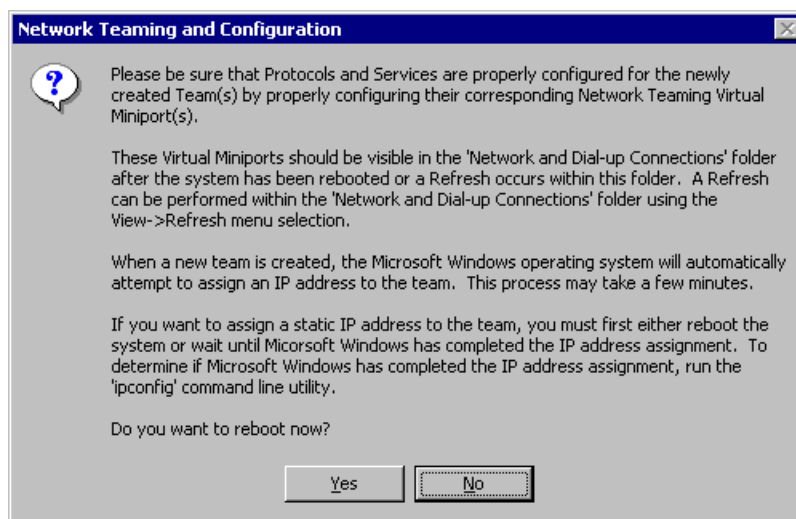 Network Teaming and Configuration
Please be sure that Protocols and Services are properly configured for the newly
created Team(s) by properly configuring their corresponding Network Teaming Virtual
Miniport(s).
These Virtual Miniports should be visible in the 'Network and Dial-up Connections' folder
after the system has been rebooted or a Refresh occurs within this folder.  A Refresh
can be performed within the 'Network and Dial-up Connections' folder using the
View->Refresh menu selection.
When a new team is created, the Microsoft Windows operating system will automatically
attempt to assign an IP address to the team.  This process may take a few minutes.
If you want to assign a static IP address to the team, you must first either reboot the
system or wait until Micorsoft Windows has completed the IP address assignment.  To
determine if Microsoft Windows has completed the IP address assignment, run the
'ipconfig' command line utility.
Do you want to reboot now?
Yes
No